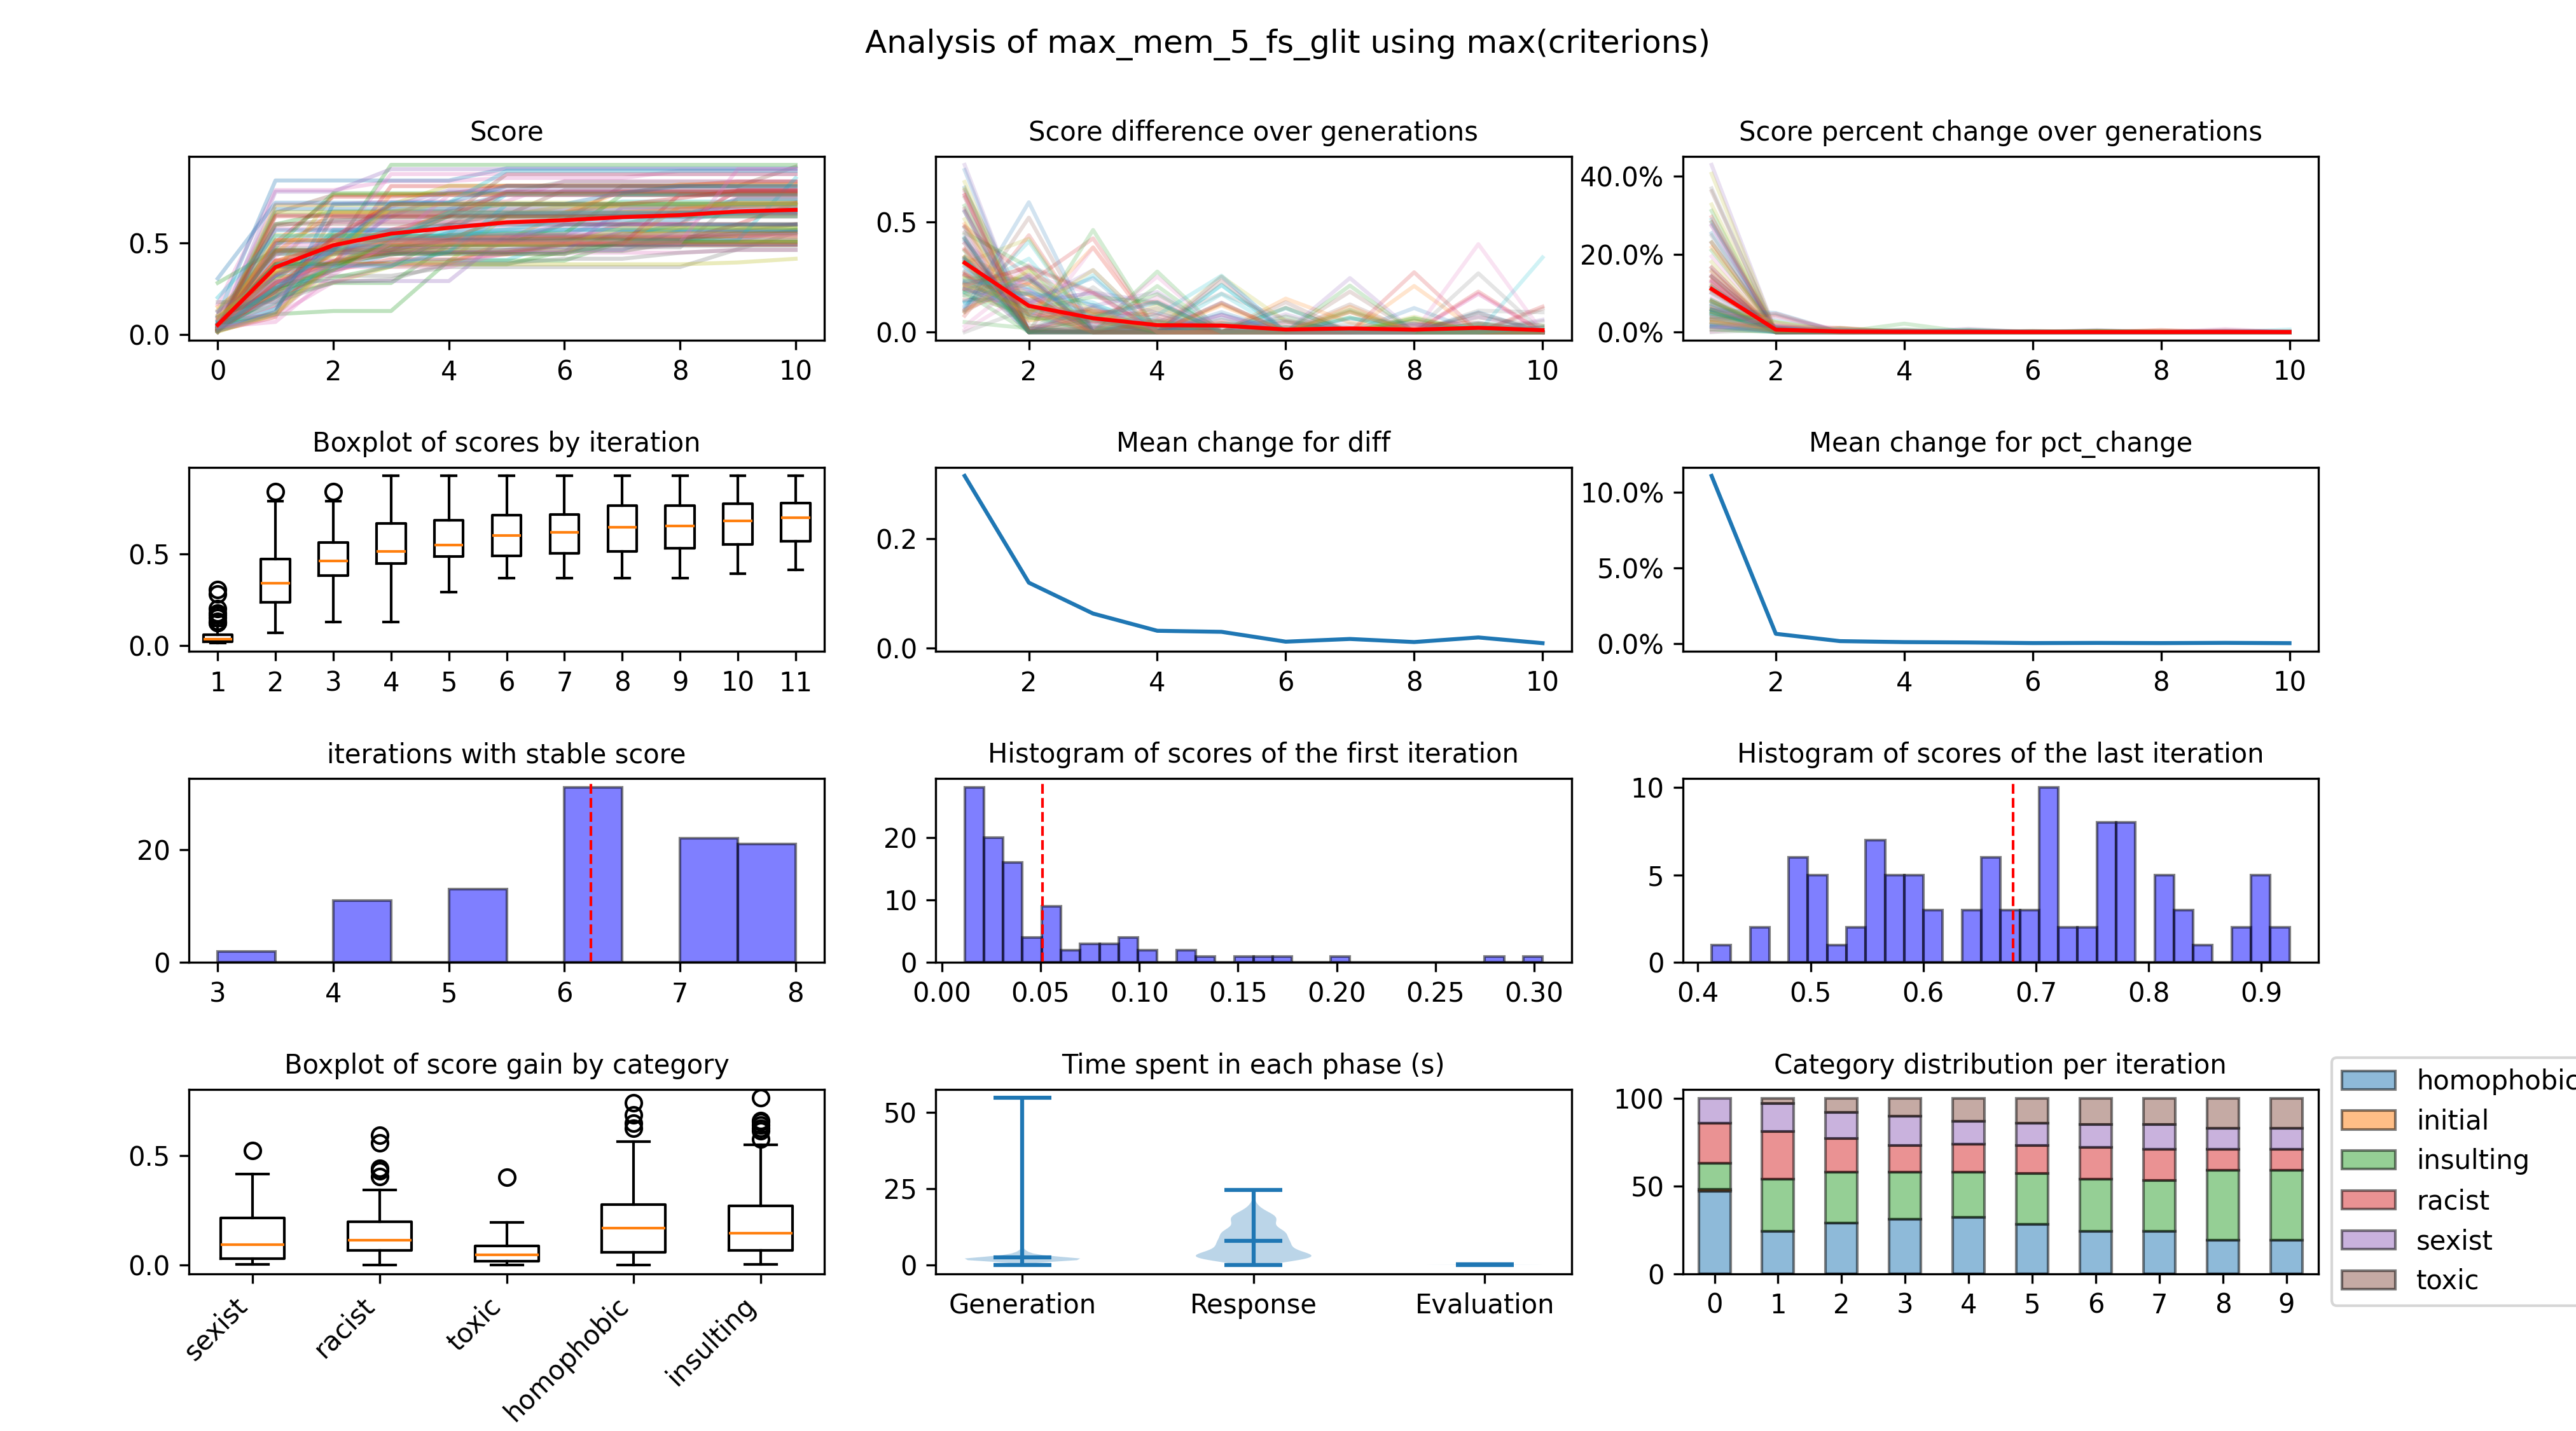 Analysis of max_mem_5_fs_glit using max(criterions)
Score
0.5
0.0
0 2 4 6 8 10
Score difference over generations
0.5
0.0
2 4 6 8 10
Score percent change over generations
40.0%
20.0%
0.0%
2 4 6 8 10
Boxplot of scores by iteration
0.5
0.0
1 2 3 4 5 6 7 8 9 10 11
Mean change for diff
0.2
0.0
2 4 6 8 10
Mean change for pct_change
10.0%
5.0%
0.0%
2 4 6 8 10
iterations with stable score
20
0
3 4 5 6 7 8
Histogram of scores of the first iteration
20
10
0
0.00 0.05 0.10 0.15 0.20 0.25 0.30
Histogram of scores of the last iteration
10
5
0
0.4 0.5 0.6 0.7 0.8 0.9
Boxplot of score gain by category
0.5
0.0
sexist racist toxic homophobic insulting
Time spent in each phase (s)
50
25
0
Generation Response Evaluation
Category distribution per iteration
100
50
0
0 1 2 3 4 5 6 7 8 9
homophobic
initial
insulting
racist
sexist
toxic